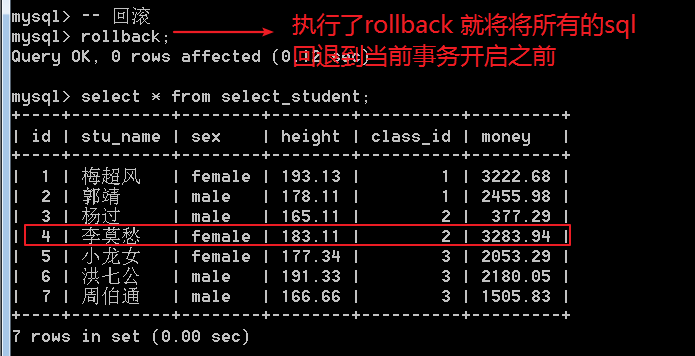 mysql> -- 回滚
mysql> rollback;
执行了rollback 就将将所有的sql
回退到当前事务开启之前
Query OK, 0 rows affected (0.12 sec)
mysql> select * from select_student;
+----+----------+--------+--------+----------+---------+
| id | stu_name | sex    | height | class_id | money   |
+----+----------+--------+--------+----------+---------+
|  1 | 梅超风   | female | 193.13 |        1 | 3222.68 |
|  2 | 郭靖     | male   | 178.11 |        1 | 2455.98 |
|  3 | 杨过     | male   | 165.11 |        2 |  377.29 |
|  4 | 李莫愁   | female | 183.11 |        2 | 3283.94 |
|  5 | 小龙女   | female | 177.34 |        3 | 2053.29 |
|  6 | 洪七公   | male   | 191.33 |        3 | 2180.05 |
|  7 | 周伯通   | male   | 166.66 |        3 | 1505.83 |
+----+----------+--------+--------+----------+---------+
7 rows in set (0.00 sec)